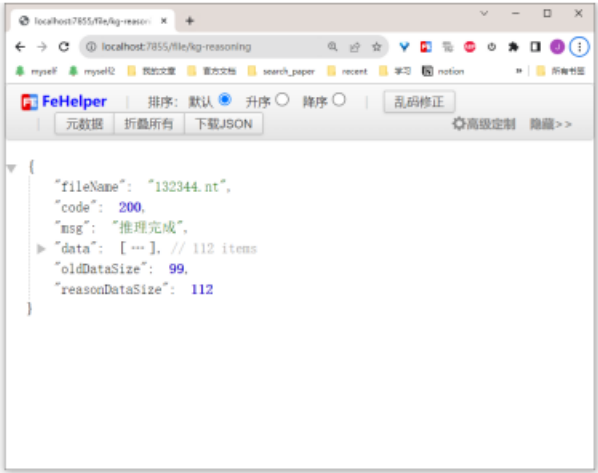 localhost:7855/file/kg-reason
localhost:7855/file/kg-reasoning
myself myself2 我的文章 官方文档 search_paper recent 学习 notion » 所有书签
FeHelper 排序: 默认 升序 降序 乱码修正
元数据 折叠所有 下载JSON 高级定制 隐藏>>
{
"fileName": "132344.nt",
"code": 200,
"msg": "推理完成",
"data": [ ... ], // 112 items
"oldDataSize": 99,
"reasonDataSize": 112
}